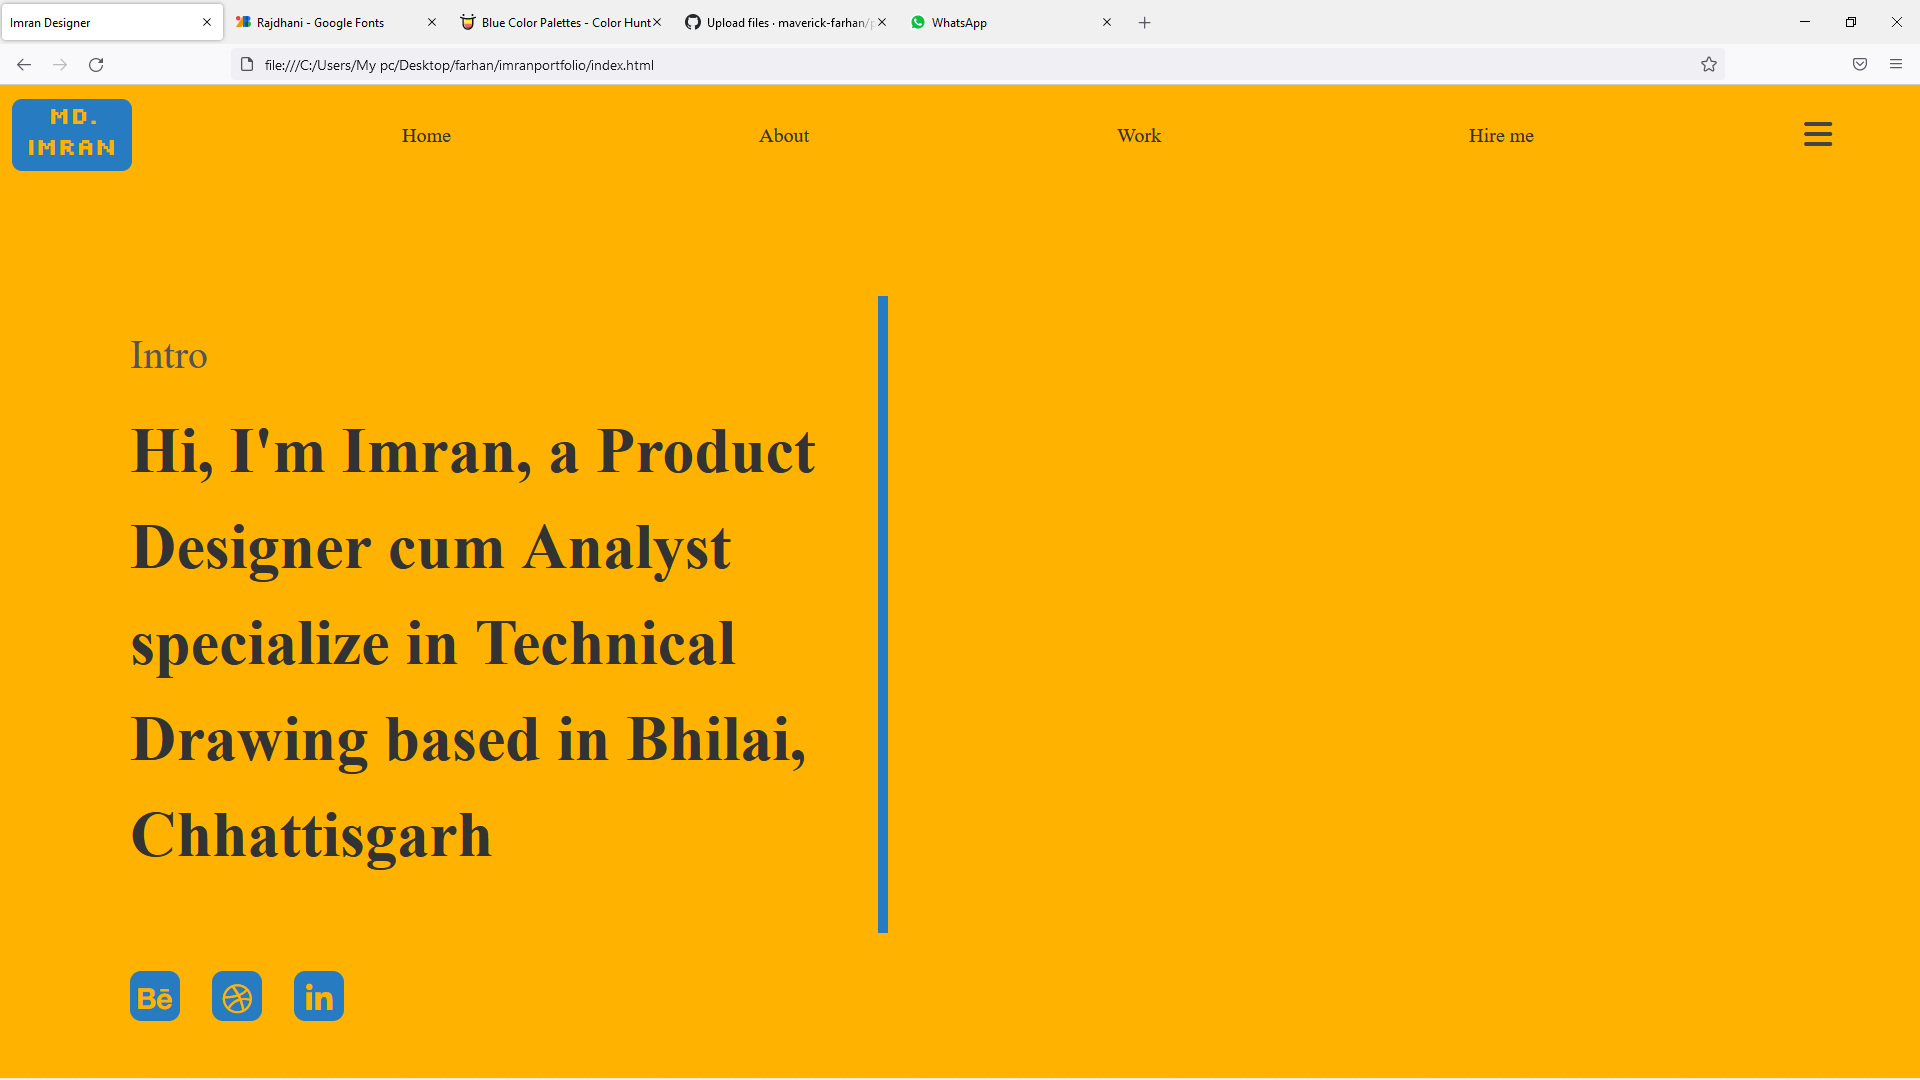 Imran Designer
Rajdhani - Google Fonts
Blue Color Palettes - Color Hunt
Upload files · maverick-farhan/
WhatsApp
file:///C:/Users/My pc/Desktop/farhan/imranportfolio/index.html
MD.
IMRAN
Home
About
Work
Hire me
Intro
Hi, I'm Imran, a Product
Designer cum Analyst
specialize in Technical
Drawing based in Bhilai,
Chhattisgarh
Bē
in